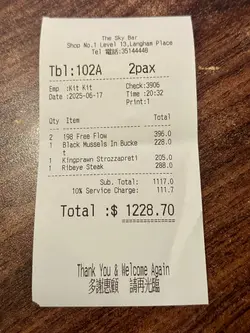 The Sky Bar
Shop No.1 Level 13,Langham Place
Tel 電話:35144448
Tbl:102A 2pax
Emp :Kit Kit Check:3906
Date :2025-06-17 Time :20:32
Print:1
Qty Item Total
2 198 Free Flow 396.0
1 Black Mussels In Bucke 228.0
t
1 Kingprawn Strozzapreti 205.0
1 Ribeye Steak 288.0
Sub. Total: 1117.0
10% Service Charge: 111.7
Total :$ 1228.70
Thank You & Welcome Again
多謝惠顧 請再光臨